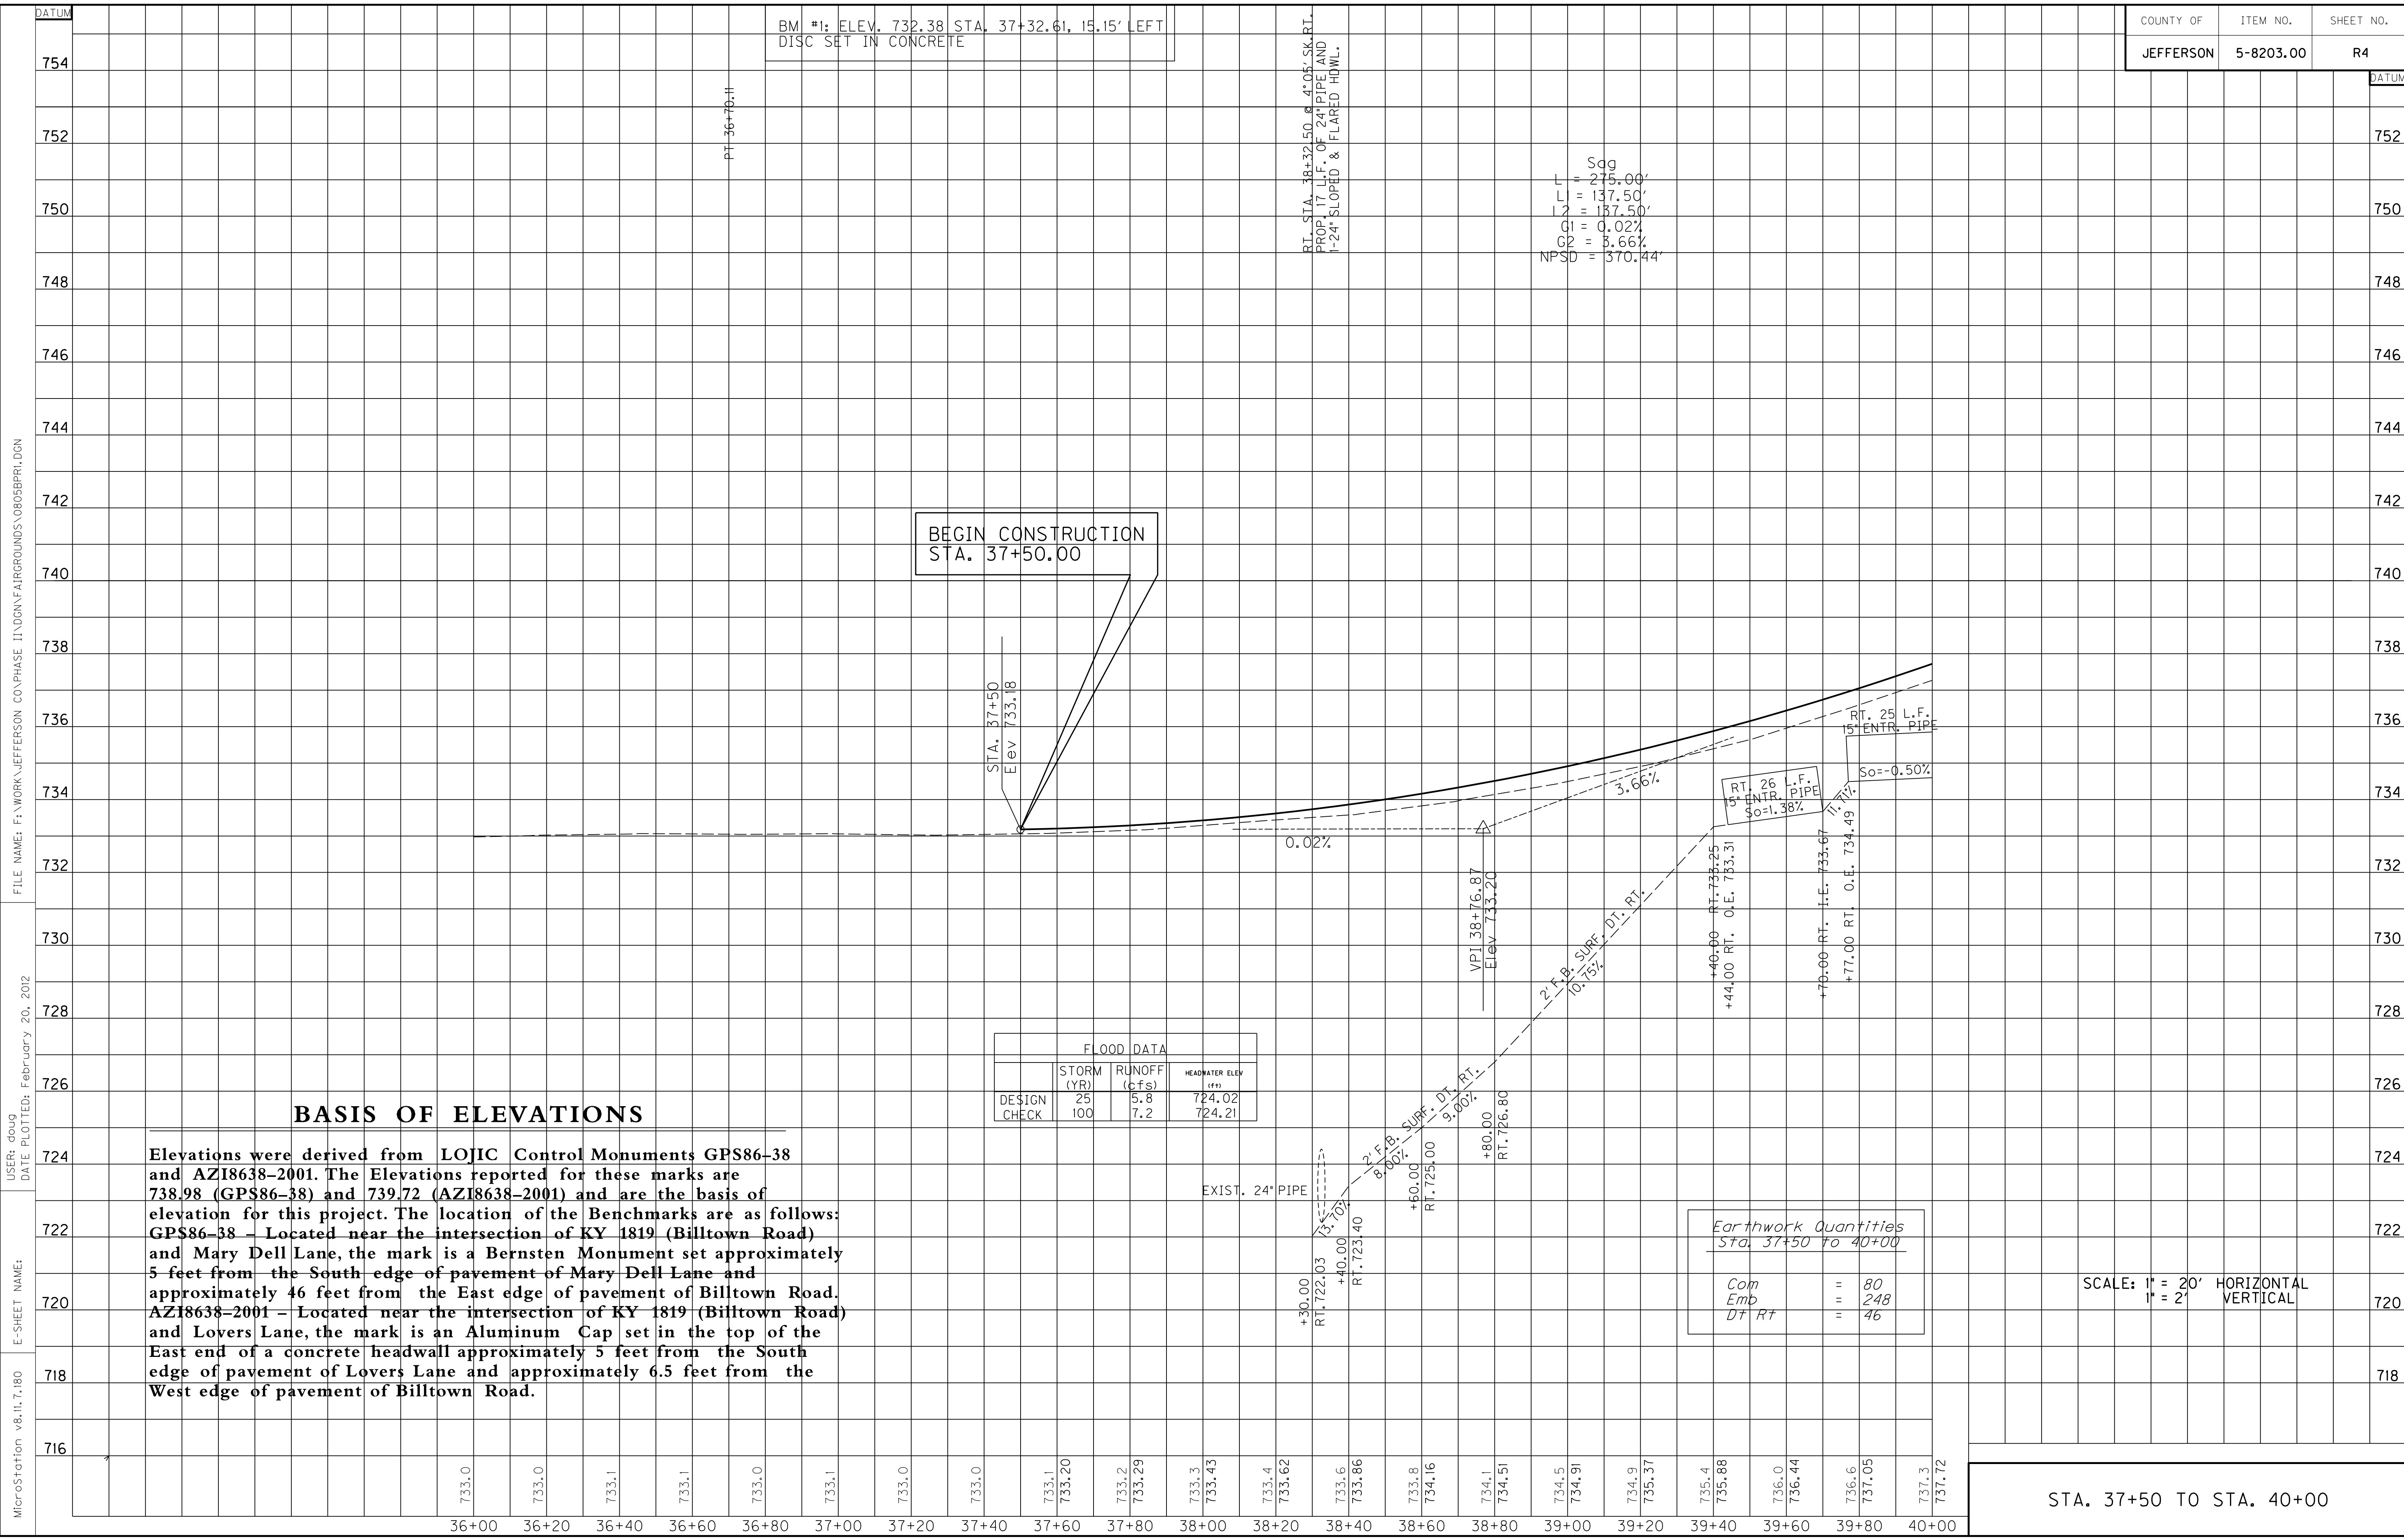 DATUM
BM #1: ELEV. 732.38 STA. 37+32.61, 15.15' LEFT
DISC SET IN CONCRETE
COUNTY OF ITEM NO. SHEET NO.
JEFFERSON 5-8203.00 R4
DATUM
PT 36+70.11
RT. STA. 38+32.50 @ 4°05' SK.RT.
PROP. 17 L.F. OF 24" PIPE AND
1-24" SLOPED & FLARED HDWL.
Sag
L = 275.00'
L1 = 137.50'
L2 = 137.50'
G1 = 0.02%
G2 = 3.66%
NPSD = 370.44'
754
752
750
748
746
744
742
740
738
736
734
732
730
728
726
724
722
720
718
716
752
750
748
746
744
742
740
738
736
734
732
730
728
726
724
722
720
718
BEGIN CONSTRUCTION
STA. 37+50.00
STA. 37+50
Elev 733.18
0.02%
3.66%
VPI 38+76.87
Elev 733.20
RT. 25 L.F.
15" ENTR. PIPE
So=-0.50%
RT. 26 L.F.
15" ENTR. PIPE
So=1.38%
11.71%
+40.00 RT.733.25
+44.00 RT. O.E. 733.31
+70.00 RT. I.E. 733.67
+77.00 RT. O.E. 734.49
2' F.B. SURF. DT. RT.
10.75%
2' F.B. SURF. DT. RT.
9.00%
8.00%
13.70%
EXIST. 24" PIPE
+30.00
RT.722.03
+40.00
RT.723.40
+60.00
RT.725.00
+80.00
RT.726.80
FLOOD DATA
STORM (YR) RUNOFF (cfs) HEADWATER ELEV (ft)
DESIGN 25 5.8 724.02
CHECK 100 7.2 724.21
BASIS OF ELEVATIONS
Elevations were derived from LOJIC Control Monuments GPS86-38
and AZI8638-2001. The Elevations reported for these marks are
738.98 (GPS86-38) and 739.72 (AZI8638-2001) and are the basis of
elevation for this project. The location of the Benchmarks are as follows:
GPS86-38 - Located near the intersection of KY 1819 (Billtown Road)
and Mary Dell Lane, the mark is a Bernsten Monument set approximately
5 feet from the South edge of pavement of Mary Dell Lane and
approximately 46 feet from the East edge of pavement of Billtown Road.
AZI8638-2001 - Located near the intersection of KY 1819 (Billtown Road)
and Lovers Lane, the mark is an Aluminum Cap set in the top of the
East end of a concrete headwall approximately 5 feet from the South
edge of pavement of Lovers Lane and approximately 6.5 feet from the
West edge of pavement of Billtown Road.
Earthwork Quantities
Sta. 37+50 to 40+00
Com = 80
Emb = 248
Dt Rt = 46
SCALE: 1" = 20' HORIZONTAL
1" = 2' VERTICAL
733.0
733.0
733.1
733.1
733.0
733.1
733.0
733.0
733.1
733.20
733.2
733.29
733.3
733.43
733.4
733.62
733.6
733.86
733.8
734.16
734.1
734.51
734.5
734.91
734.9
735.37
735.4
735.88
736.0
736.44
736.6
737.05
737.3
737.72
36+00 36+20 36+40 36+60 36+80 37+00 37+20 37+40 37+60 37+80 38+00 38+20 38+40 38+60 38+80 39+00 39+20 39+40 39+60 39+80 40+00
STA. 37+50 TO STA. 40+00
FILE NAME: F:\WORK\JEFFERSON CO\PHASE II\DGN\FAIRGROUNDS\0805BPR1.DGN
USER: doug
DATE PLOTTED: February 20, 2012
E-SHEET NAME:
MicroStation v8.11.7.180